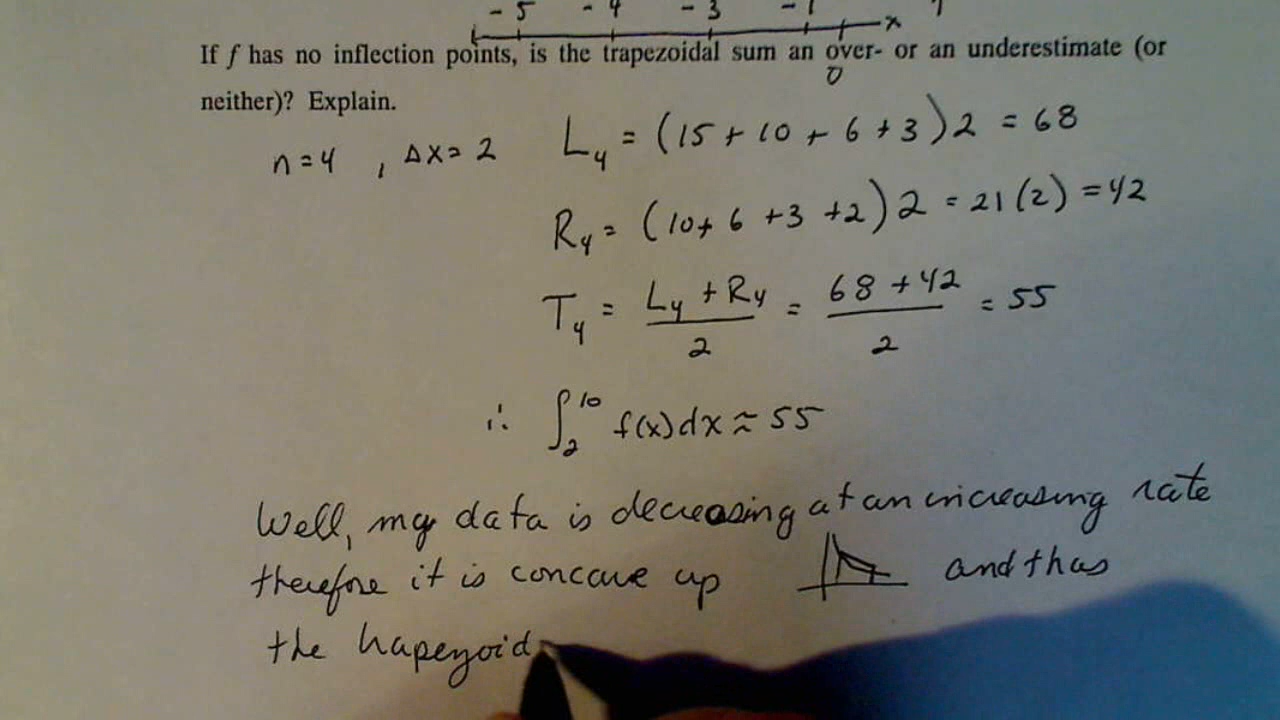 - 5 - 4 - 3 - 1
x
If f has no inflection points, is the trapezoidal sum an over- or an underestimate (or
0
neither)? Explain.
n = 4 , Δx = 2 L₄ = (15 + 10 + 6 + 3) 2 = 68
R₄ = (10 + 6 + 3 + 2) 2 = 21 (2) = 42
T₄ = (L₄ + R₄)/2 = (68 + 42)/2 = 55
∴ ∫₂¹⁰ f(x)dx ≈ 55
Well, my data is decreasing at an increasing rate
therefore it is concave up and thus
the trapezoid